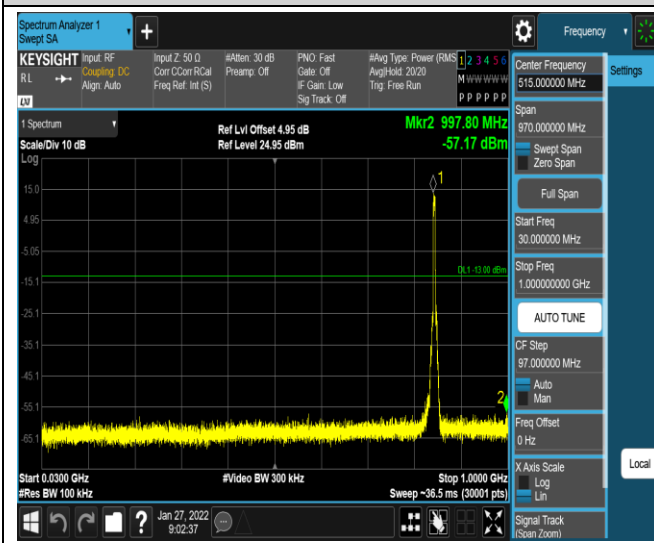 Spectrum Analyzer 1
Swept SA
Frequency
KEYSIGHT
RL
LXI
Input: RF
Coupling: DC
Align: Auto
Input Z: 50 Ω
Corr CCorr RCal
Freq Ref: Int (S)
#Atten: 30 dB
Preamp: Off
PNO: Fast
Gate: Off
IF Gain: Low
Sig Track: Off
#Avg Type: Power (RMS
Avg|Hold: 20/20
Trig: Free Run
1 2 3 4 5 6
M W W W W W
P P P P P P
Center Frequency
515.000000 MHz
Settings
1 Spectrum
Scale/Div 10 dB
Ref Lvl Offset 4.95 dB
Ref Level 24.95 dBm
Mkr2 997.80 MHz
-57.17 dBm
Span
970.000000 MHz
Swept Span
Zero Span
Full Span
Log
15.0
4.95
-5.05
-15.1
-25.1
-35.1
-45.1
-55.1
-65.1
1
DL1 -13.00 dBm
2
Start Freq
30.000000 MHz
Stop Freq
1.000000000 GHz
AUTO TUNE
CF Step
97.000000 MHz
Auto
Man
Freq Offset
0 Hz
X Axis Scale
Log
Lin
Local
Signal Track
(Span Zoom)
Start 0.0300 GHz
#Res BW 100 kHz
#Video BW 300 kHz
Stop 1.0000 GHz
Sweep ~36.5 ms (30001 pts)
?
Jan 27, 2022
9:02:37